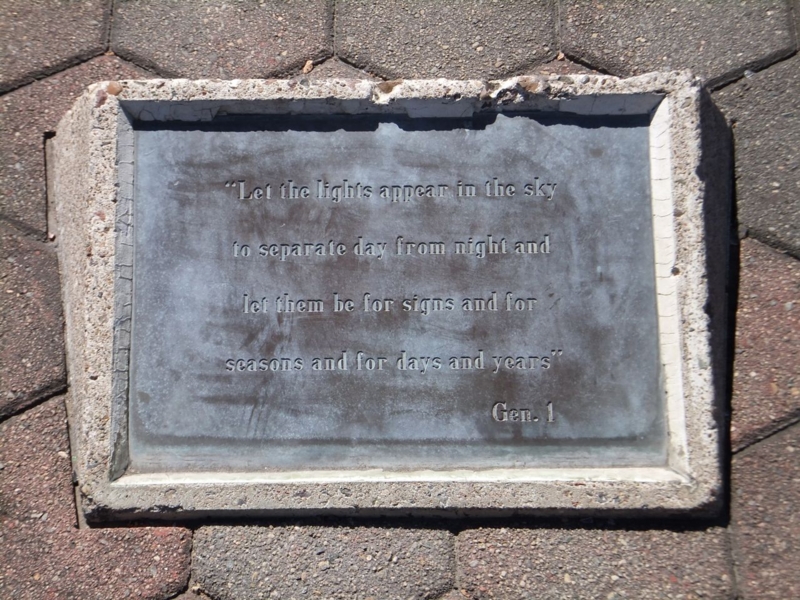 "Let the lights appear in the sky
to separate day from night and
let them be for signs and for
seasons and for days and years"
Gen. 1